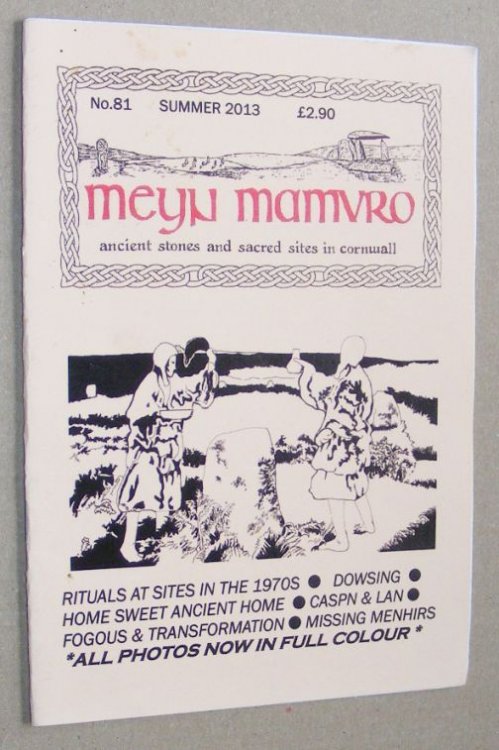 No.81 SUMMER 2013 £2.90
meyn mamvro
ancient stones and sacred sites in cornwall
RITUALS AT SITES IN THE 1970S ● DOWSING ●
HOME SWEET ANCIENT HOME ● CASPN & LAN ●
FOGOUS & TRANSFORMATION ● MISSING MENHIRS
*ALL PHOTOS NOW IN FULL COLOUR *